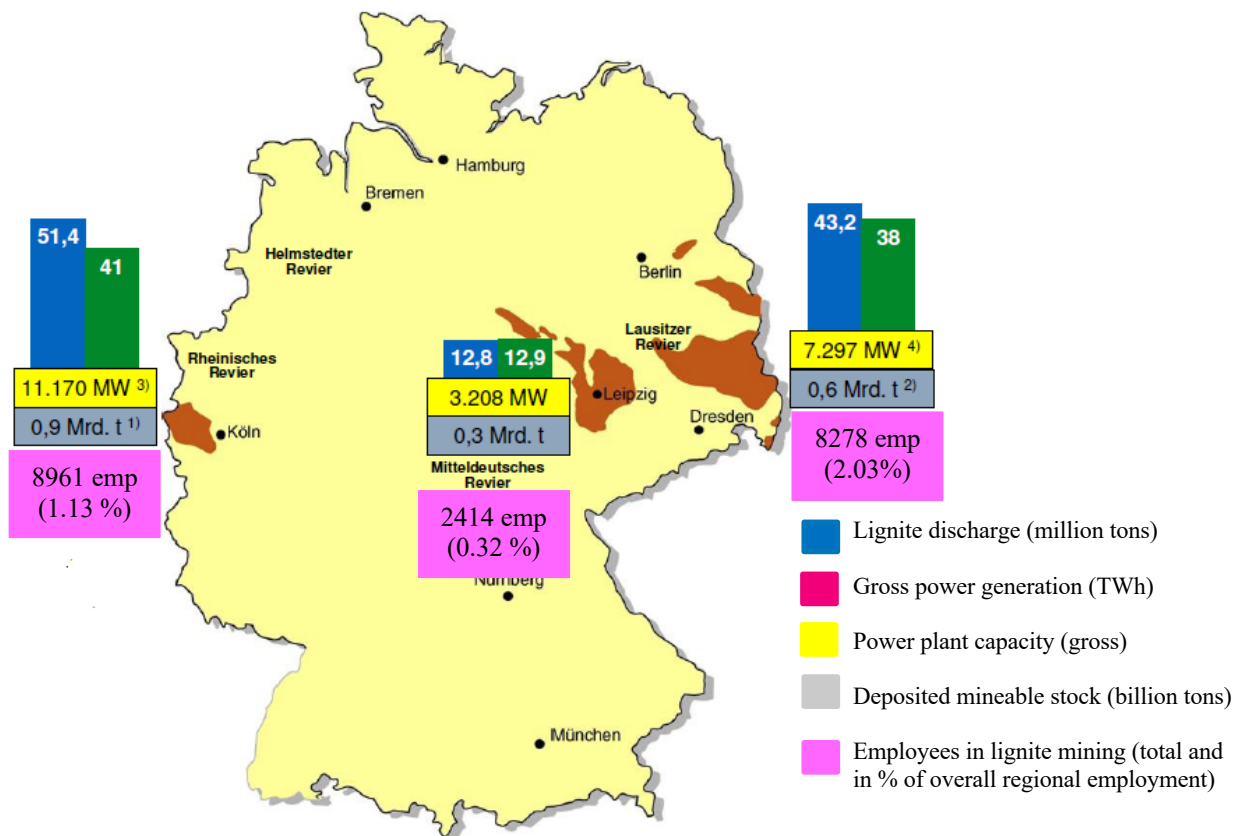 Hamburg
Bremen
51,4
41
Helmstedter
Revier
Berlin
43,2
38
Rheinisches
Revier
Lausitzer
Revier
12,8
12,9
11.170 MW 3)
0,9 Mrd. t 1)
Köln
3.208 MW
0,3 Mrd. t
Leipzig
Dresden
7.297 MW 4)
0,6 Mrd. t 2)
8961 emp
(1.13 %)
Mitteldeutsches
Revier
2414 emp
(0.32 %)
8278 emp
(2.03%)
Nürnberg
München
Lignite discharge (million tons)
Gross power generation (TWh)
Power plant capacity (gross)
Deposited mineable stock (billion tons)
Employees in lignite mining (total and
in % of overall regional employment)